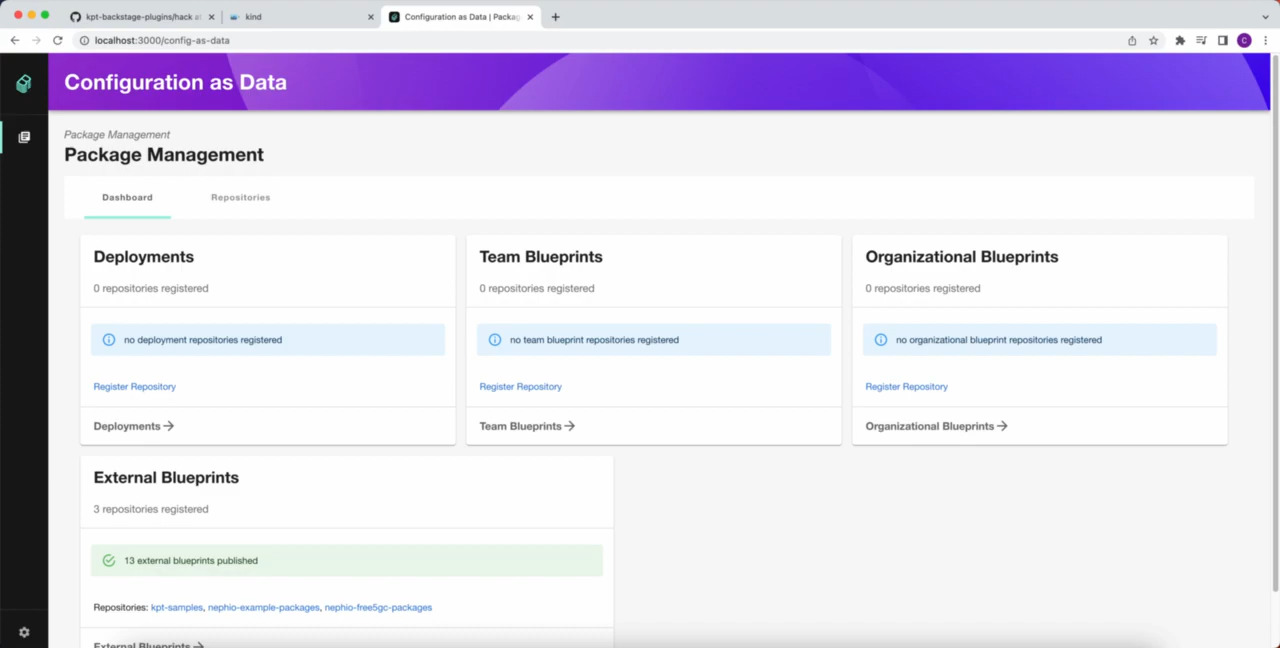 kpt-backstage-plugins/hack at
kind
Configuration as Data | Packag
localhost:3000/config-as-data
C
Configuration as Data
Package Management
Package Management
Dashboard
Repositories
Deployments
0 repositories registered
no deployment repositories registered
Register Repository
Deployments
Team Blueprints
0 repositories registered
no team blueprint repositories registered
Register Repository
Team Blueprints
Organizational Blueprints
0 repositories registered
no organizational blueprint repositories registered
Register Repository
Organizational Blueprints
External Blueprints
3 repositories registered
13 external blueprints published
Repositories: kpt-samples, nephio-example-packages, nephio-free5gc-packages
External Blueprints